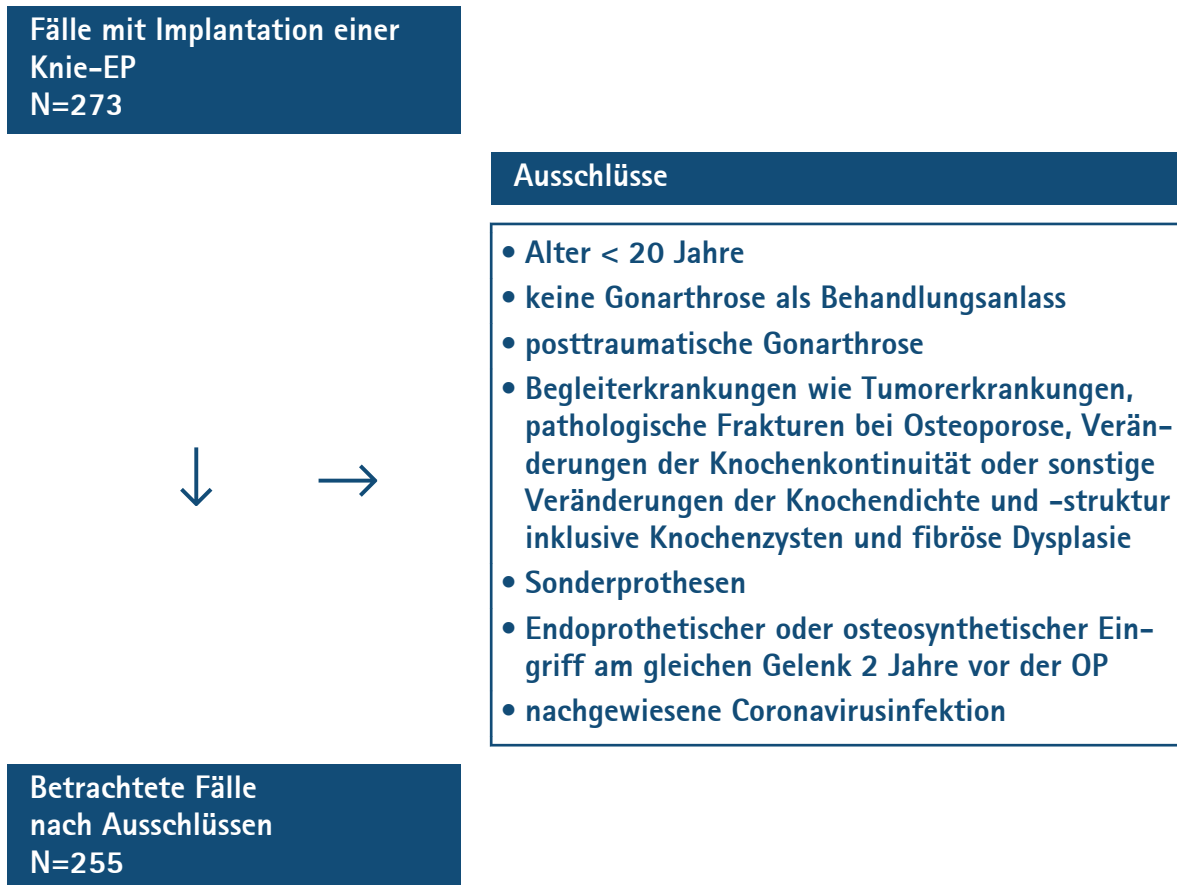 Fälle mit Implantation einer
Knie-EP
N=273
Ausschlüsse
• Alter < 20 Jahre
• keine Gonarthrose als Behandlungsanlass
• posttraumatische Gonarthrose
• Begleiterkrankungen wie Tumorerkrankungen,
pathologische Frakturen bei Osteoporose, Verän-
derungen der Knochenkontinuität oder sonstige
Veränderungen der Knochendichte und -struktur
inklusive Knochenzysten und fibröse Dysplasie
• Sonderprothesen
• Endoprothetischer oder osteosynthetischer Ein-
griff am gleichen Gelenk 2 Jahre vor der OP
• nachgewiesene Coronavirusinfektion
Betrachtete Fälle
nach Ausschlüssen
N=255